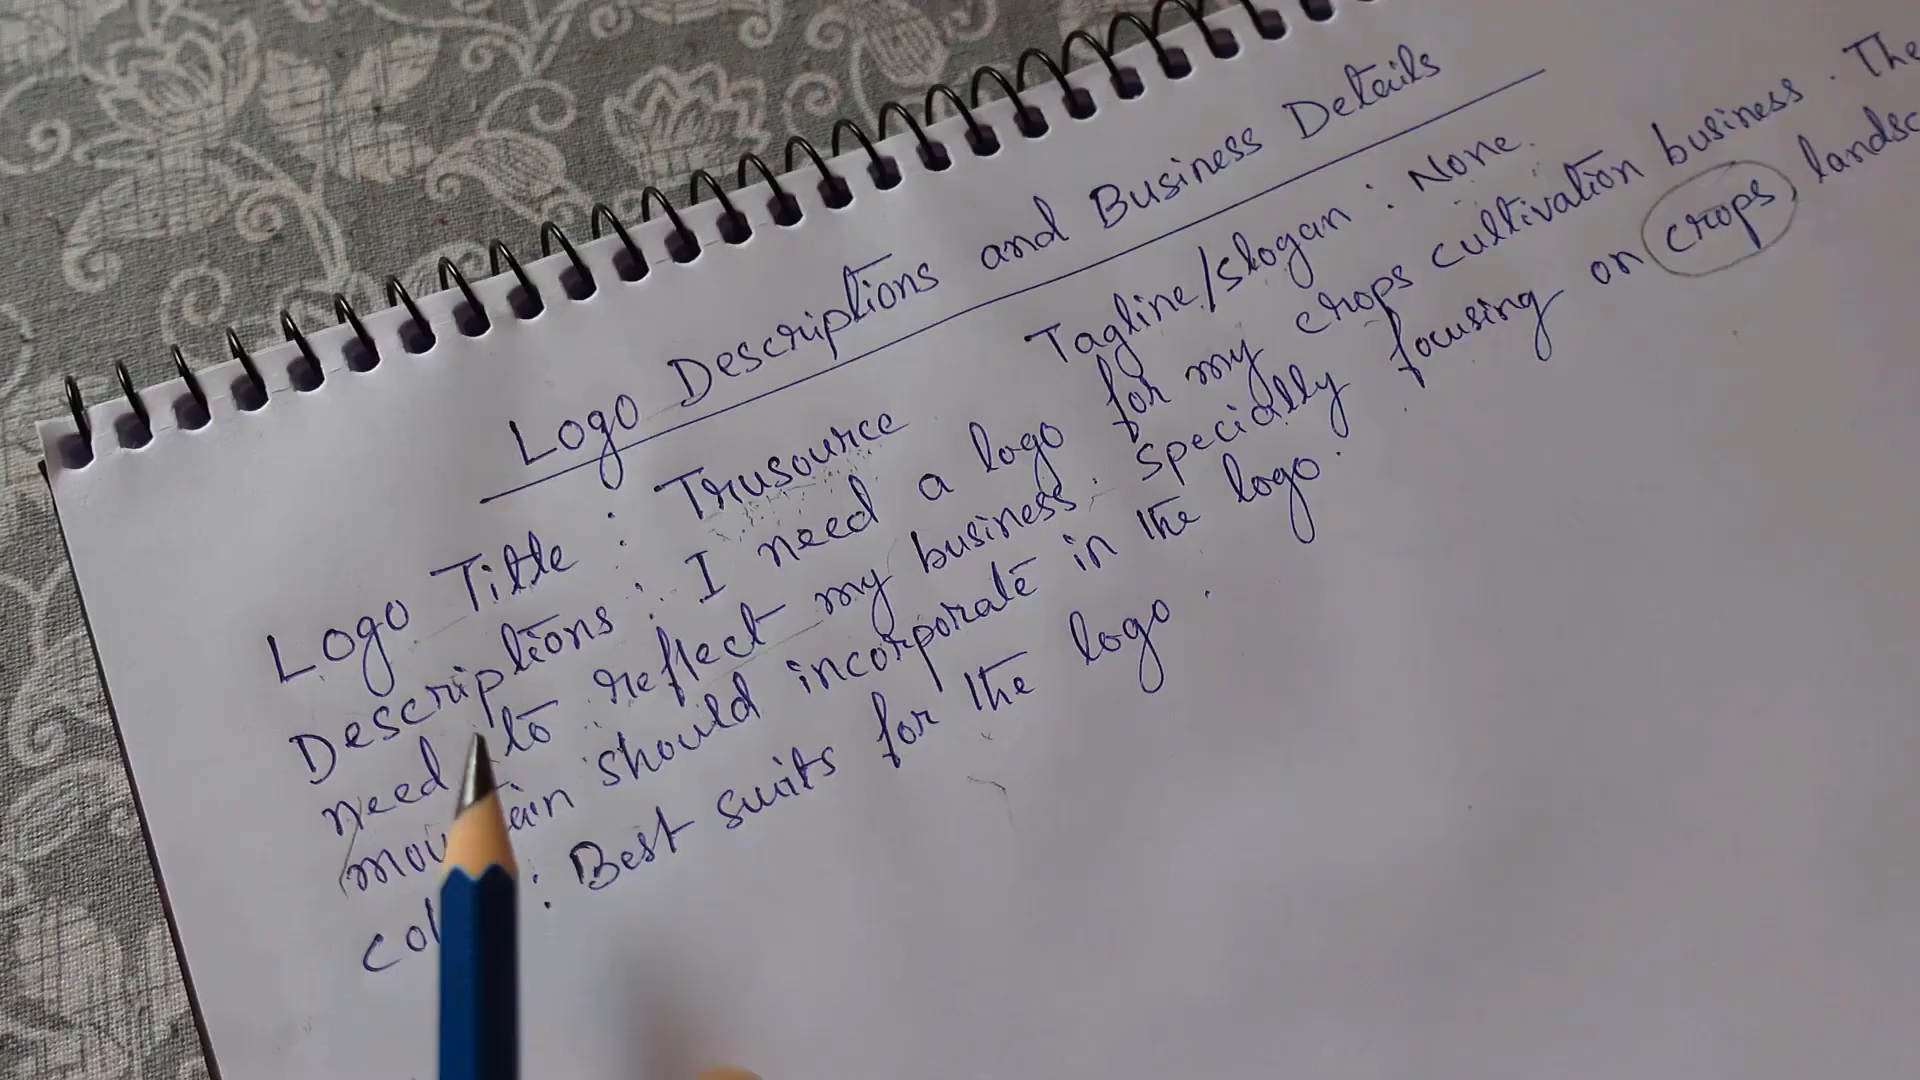 Logo Descriptions and Business Details
Logo Title : Trusource Tagline/slogan : None.
Descriptions : I need a logo for my crops cultivation business. The
need to reflect my business. specially focusing on crops, landsc
should incorporate in the logo.
: Best suits for the logo.